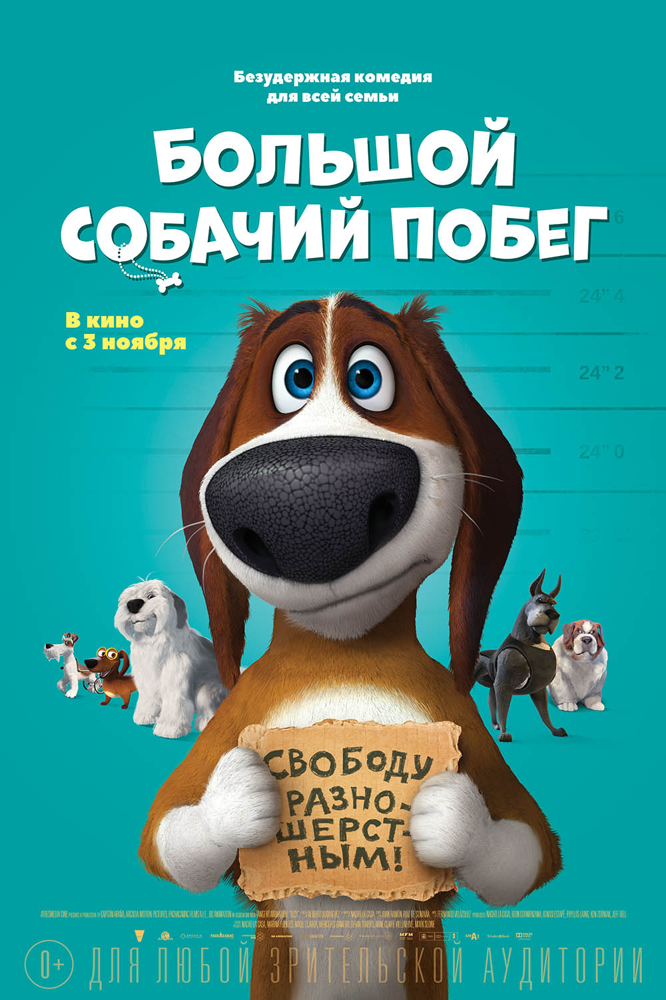 Безудержная комедия
для всей семьи
БОЛЬШОЙ
СОБАЧИЙ ПОБЕГ
6
24” 4
В кино
с 3 ноября
24” 2
24” 0
СВОБОДУ
РАЗНО-
ШЕРСТ-
НЫМ!
0+ ДЛЯ ЛЮБОЙ ЗРИТЕЛЬСКОЙ АУДИТОРИИ